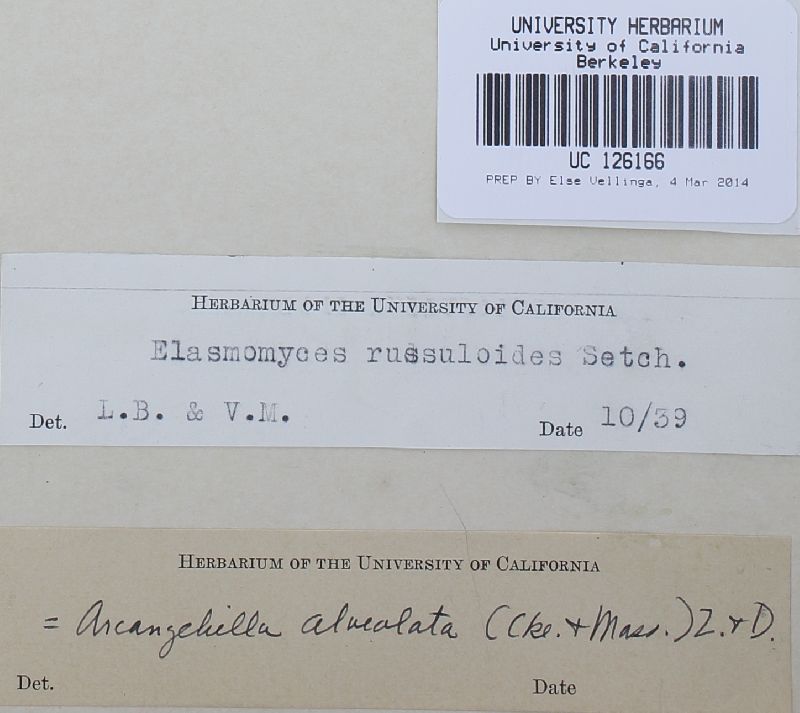 UNIVERSITY HERBARIUM
University of California
Berkeley
UC 126166
PREP BY Else Vellinga, 4 Mar 2014
HERBARIUM OF THE UNIVERSITY OF CALIFORNIA
Elasmomyces russuloides Setch.
Det. L.B. & V.M. Date 10/39
HERBARIUM OF THE UNIVERSITY OF CALIFORNIA
= Arcangeliella alveolata (Cke. + Mass.) Z. + D.
Det. Date